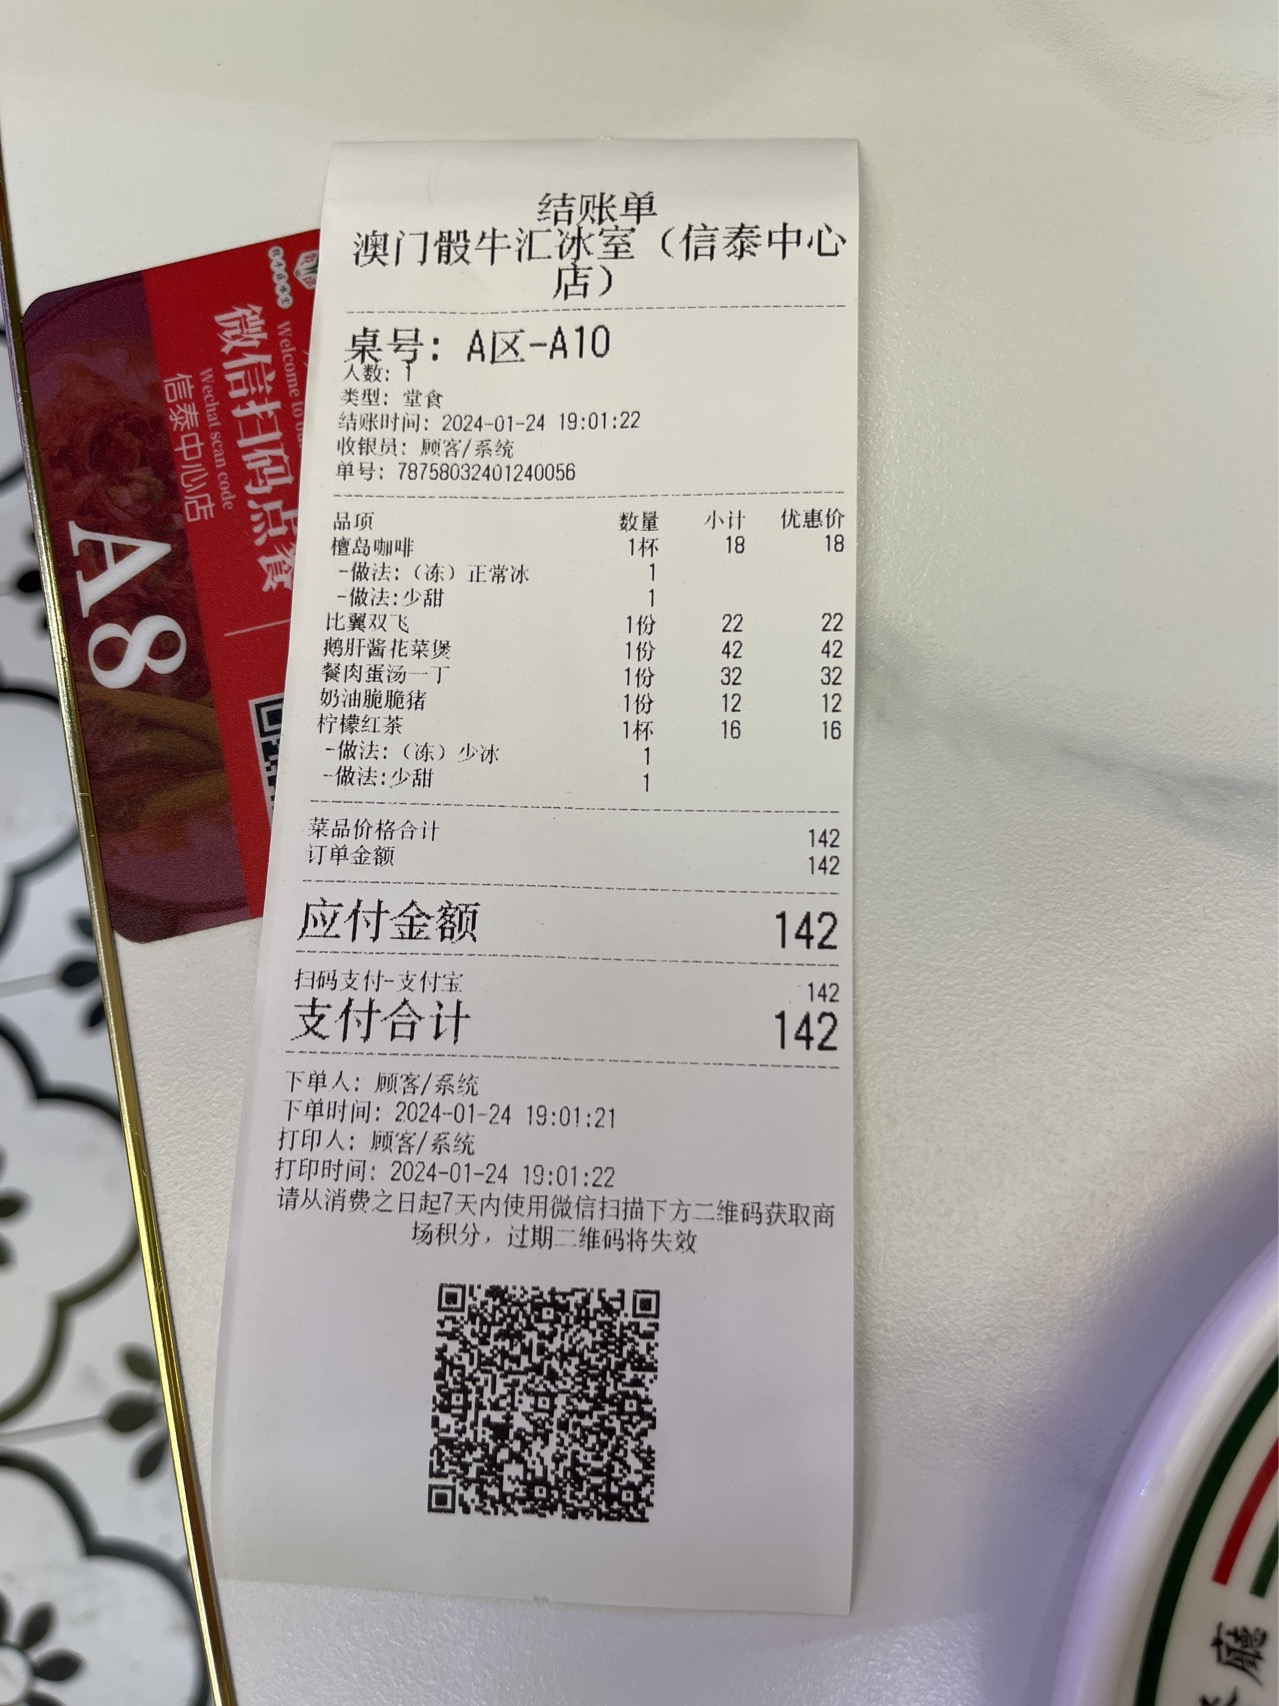 结账单
澳门骰牛汇冰室（信泰中心
店）
桌号：A区-A10
人数：1
类型：堂食
结账时间：2024-01-24 19:01:22
收银员：顾客/系统
单号：78758032401240056
品项 数量 小计 优惠价
檀岛咖啡 1杯 18 18
-做法:（冻）正常冰 1
-做法:少甜 1
比翼双飞 1份 22 22
鹅肝酱花菜煲 1份 42 42
餐肉蛋汤一丁 1份 32 32
奶油脆脆猪 1份 12 12
柠檬红茶 1杯 16 16
-做法:（冻）少冰 1
-做法:少甜 1
菜品价格合计 142
订单金额 142
应付金额 142
扫码支付-支付宝 142
支付合计 142
下单人：顾客/系统
下单时间：2024-01-24 19:01:21
打印人：顾客/系统
打印时间：2024-01-24 19:01:22
请从消费之日起7天内使用微信扫描下方二维码获取商
场积分，过期二维码将失效
Welcome to
微信扫码点餐
Wechat scan code
信泰中心店
A8
廳